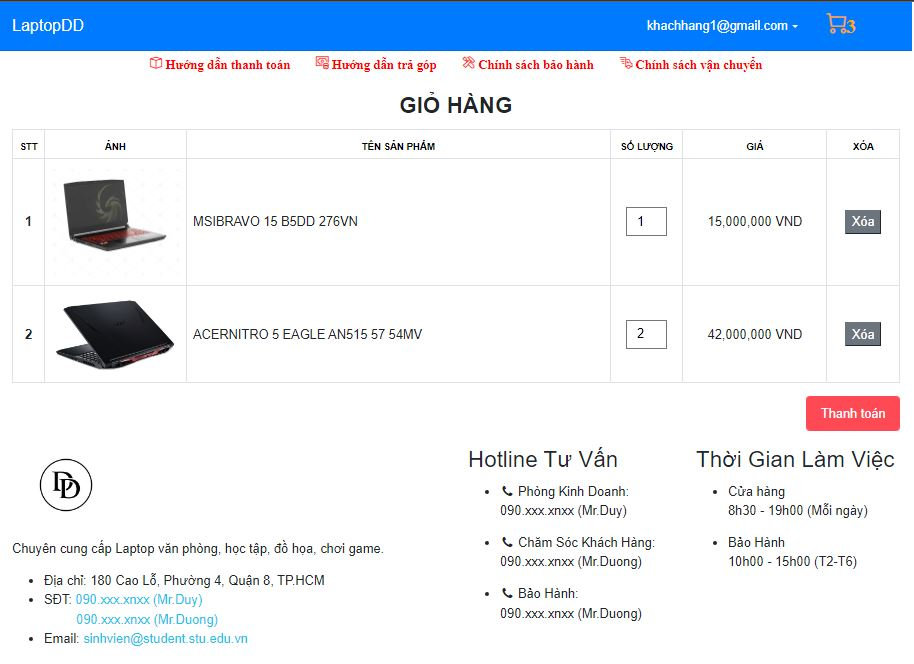 LaptopDD khachhang1@gmail.com 3
Hướng dẫn thanh toán Hướng dẫn trả góp Chính sách bảo hành Chính sách vận chuyển
GIỎ HÀNG
STT ẢNH TÊN SẢN PHẨM SỐ LƯỢNG GIÁ XÓA
1 MSIBRAVO 15 B5DD 276VN 1 15,000,000 VND Xóa
2 ACERNITRO 5 EAGLE AN515 57 54MV 2 42,000,000 VND Xóa
Thanh toán
DD
Chuyên cung cấp Laptop văn phòng, học tập, đồ họa, chơi game.
Địa chỉ: 180 Cao Lỗ, Phường 4, Quận 8, TP.HCM
SĐT: 090.xxx.xnxx (Mr.Duy)
090.xxx.xnxx (Mr.Duong)
Email: sinhvien@student.stu.edu.vn
Hotline Tư Vấn
Phòng Kinh Doanh:
090.xxx.xnxx (Mr.Duy)
Chăm Sóc Khách Hàng:
090.xxx.xnxx (Mr.Duong)
Bảo Hành:
090.xxx.xnxx (Mr.Duong)
Thời Gian Làm Việc
Cửa hàng
8h30 - 19h00 (Mỗi ngày)
Bảo Hành
10h00 - 15h00 (T2-T6)